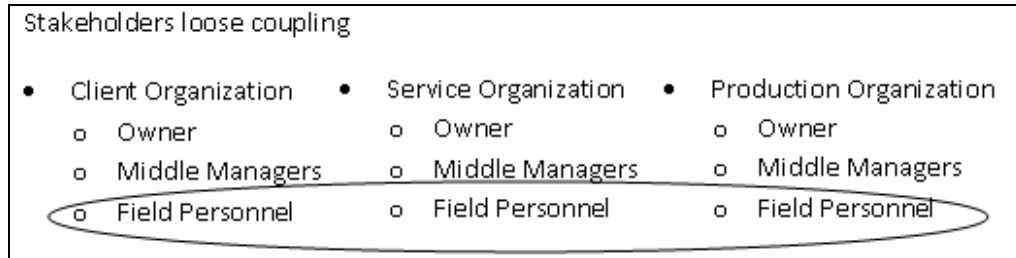 Stakeholders loose coupling
• Client Organization • Service Organization • Production Organization
o Owner o Owner o Owner
o Middle Managers o Middle Managers o Middle Managers
o Field Personnel o Field Personnel o Field Personnel